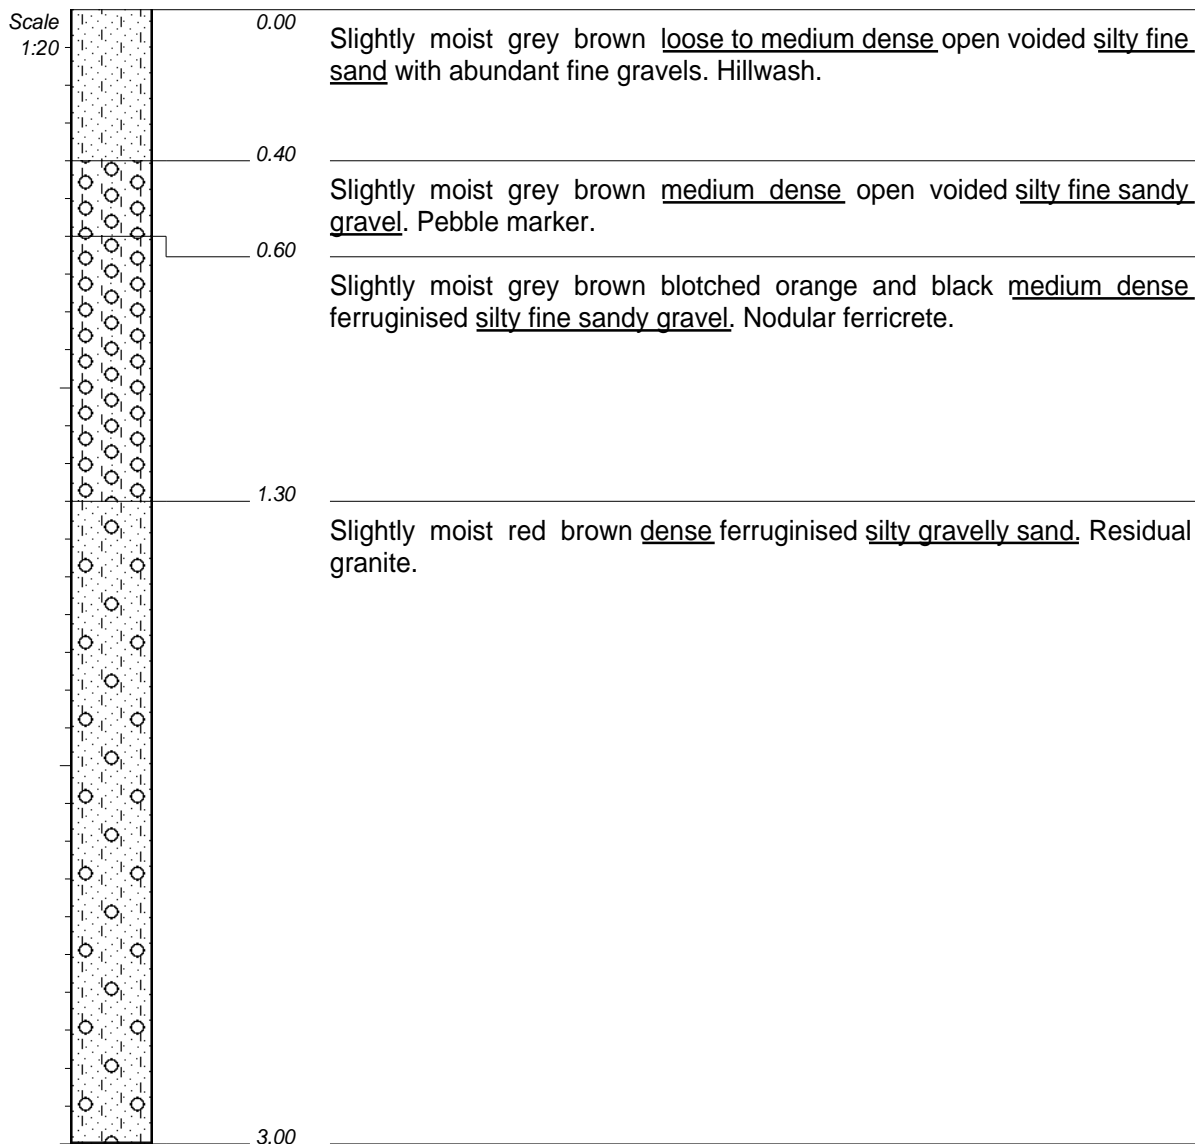 Scale
1:20
0.00
Slightly moist grey brown loose to medium dense open voided silty fine
sand with abundant fine gravels. Hillwash.
0.40
Slightly moist grey brown medium dense open voided silty fine sandy
gravel. Pebble marker.
0.60
Slightly moist grey brown blotched orange and black medium dense
ferruginised silty fine sandy gravel. Nodular ferricrete.
1.30
Slightly moist red brown dense ferruginised silty gravelly sand. Residual
granite.
3.00